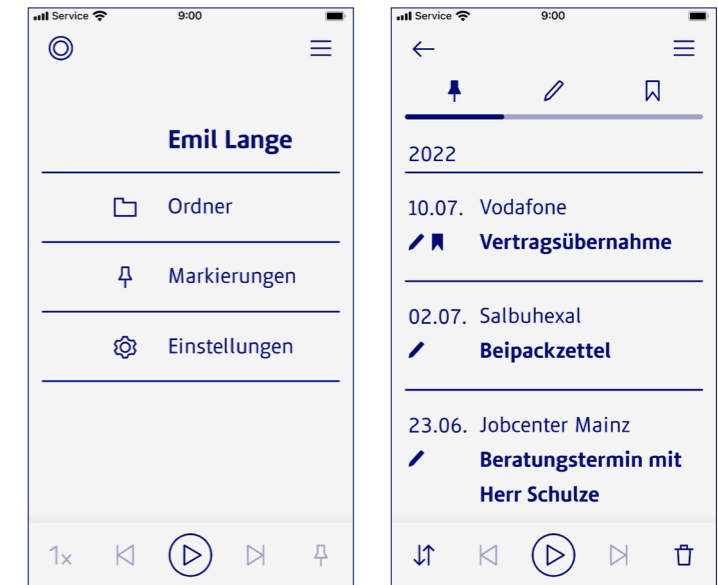 Service 9:00
Emil Lange
Ordner
Markierungen
Einstellungen
1x
Service 9:00
2022
10.07. Vodafone
Vertragsübernahme
02.07. Salbuhexal
Beipackzettel
23.06. Jobcenter Mainz
Beratungstermin mit
Herr Schulze